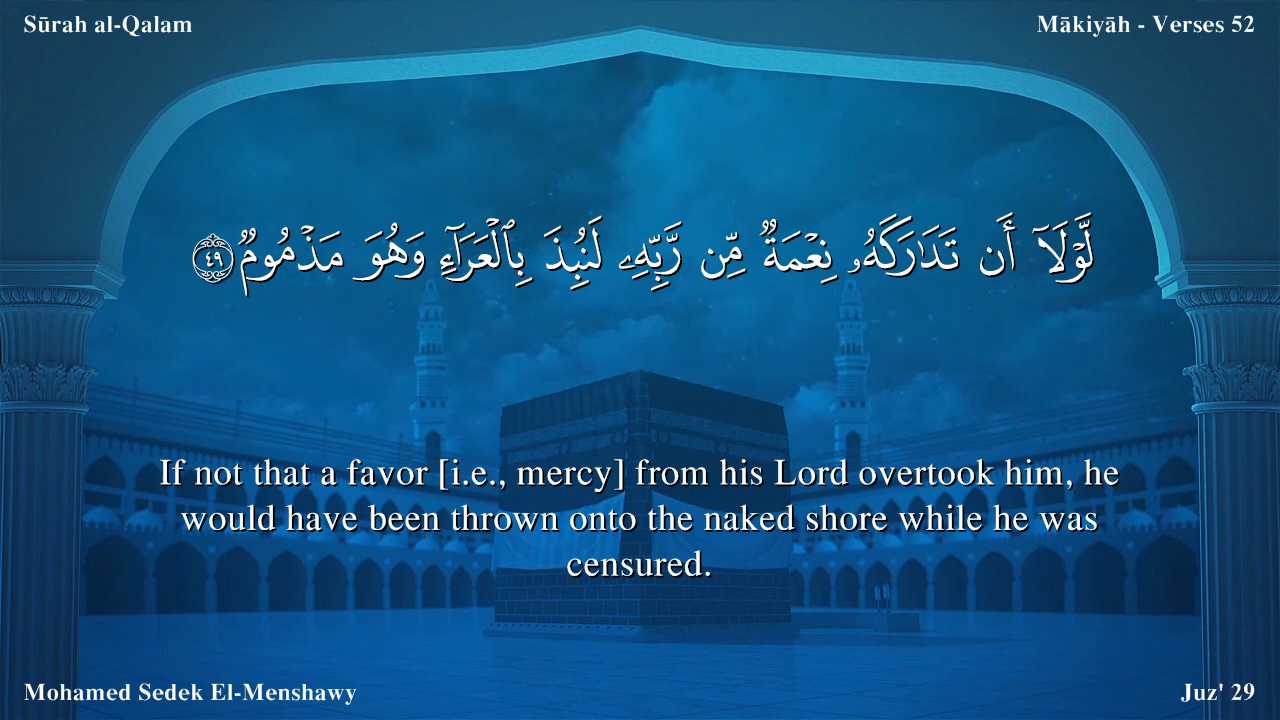 Sūrah al-Qalam
Mākiyāh - Verses 52
لَّوْلَآ أَن تَدَٰرَكَهُۥ نِعْمَةٌ مِّن رَّبِّهِۦ لَنُبِذَ بِٱلْعَرَآءِ وَهُوَ مَذْمُومٌ ٤٩
If not that a favor [i.e., mercy] from his Lord overtook him, he
would have been thrown onto the naked shore while he was
censured.
Mohamed Sedek El-Menshawy
Juz' 29